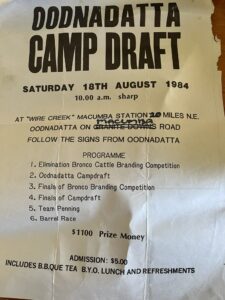 OODNADATTA
CAMP DRAFT
SATURDAY 18TH AUGUST 1984
10.00 a.m. sharp
AT "WIRE CREEK" MACUMBA STATION 20 MILES N.E.
MACUMBA
OODNADATTA ON GRANITE DOWNS ROAD
FOLLOW THE SIGNS FROM OODNADATTA
PROGRAMME
1. Elimination Bronco Cattle Branding Competition
2. Oodnadatta Campdraft
3. Finals of Bronco Branding Competition
4. Finals of Campdraft
5. Team Penning
6. Barrel Race
$1100 Prize Money
ADMISSION: $5.00
INCLUDES B.B.QUE TEA B.Y.O. LUNCH AND REFRESHMENTS